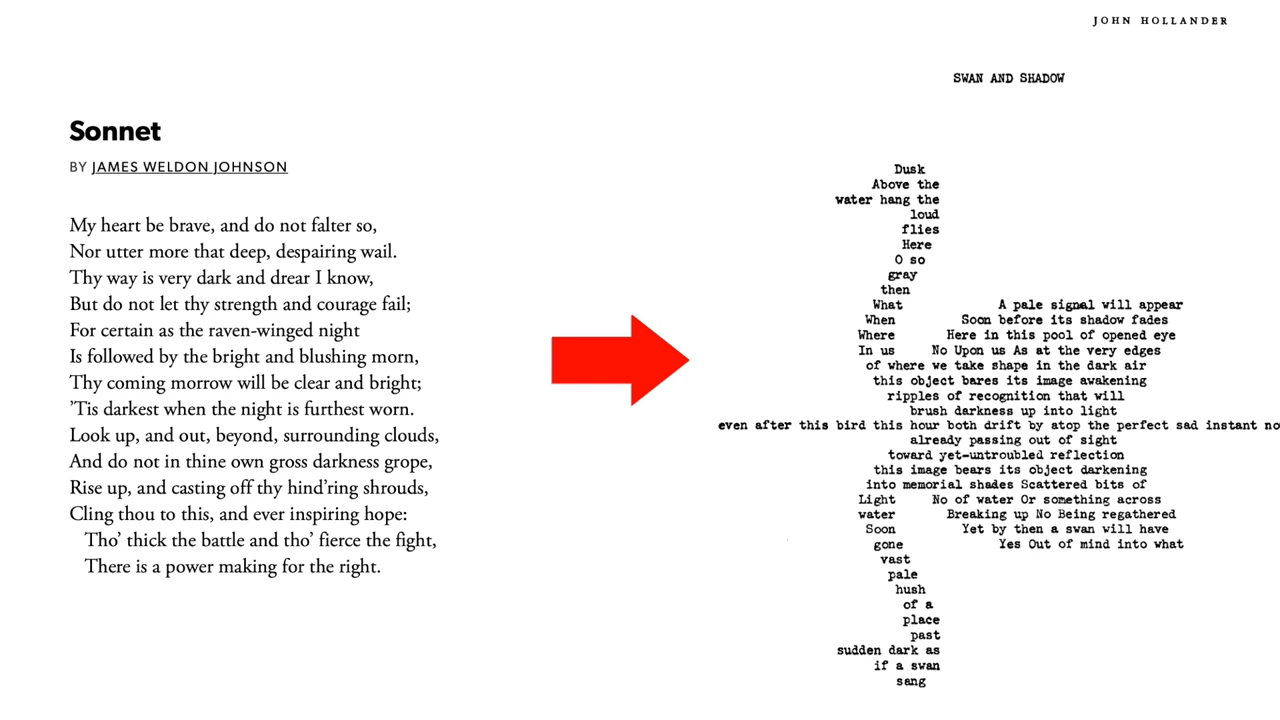 JOHN HOLLANDER
SWAN AND SHADOW
Sonnet
BY JAMES WELDON JOHNSON
My heart be brave, and do not falter so,
Nor utter more that deep, despairing wail.
Thy way is very dark and drear I know,
But do not let thy strength and courage fail;
For certain as the raven-winged night
Is followed by the bright and blushing morn,
Thy coming morrow will be clear and bright;
’Tis darkest when the night is furthest worn.
Look up, and out, beyond, surrounding clouds,
And do not in thine own gross darkness grope,
Rise up, and casting off thy hind’ring shrouds,
Cling thou to this, and ever inspiring hope:
Tho’ thick the battle and tho’ fierce the fight,
There is a power making for the right.
Dusk
Above the
water hang the
loud
flies
Here
O so
gray
then
What A pale signal will appear
When Soon before its shadow fades
Where Here in this pool of opened eye
In us No Upon us As at the very edges
of where we take shape in the dark air
this object bares its image awakening
ripples of recognition that will
brush darkness up into light
even after this bird this hour both drift by atop the perfect sad instant no
already passing out of sight
toward yet-untroubled reflection
this image bears its object darkening
into memorial shades Scattered bits of
Light No of water Or something across
water Breaking up No Being regathered
Soon Yet by then a swan will have
gone Yes Out of mind into what
vast
pale
hush
of a
place
past
sudden dark as
if a swan
sang